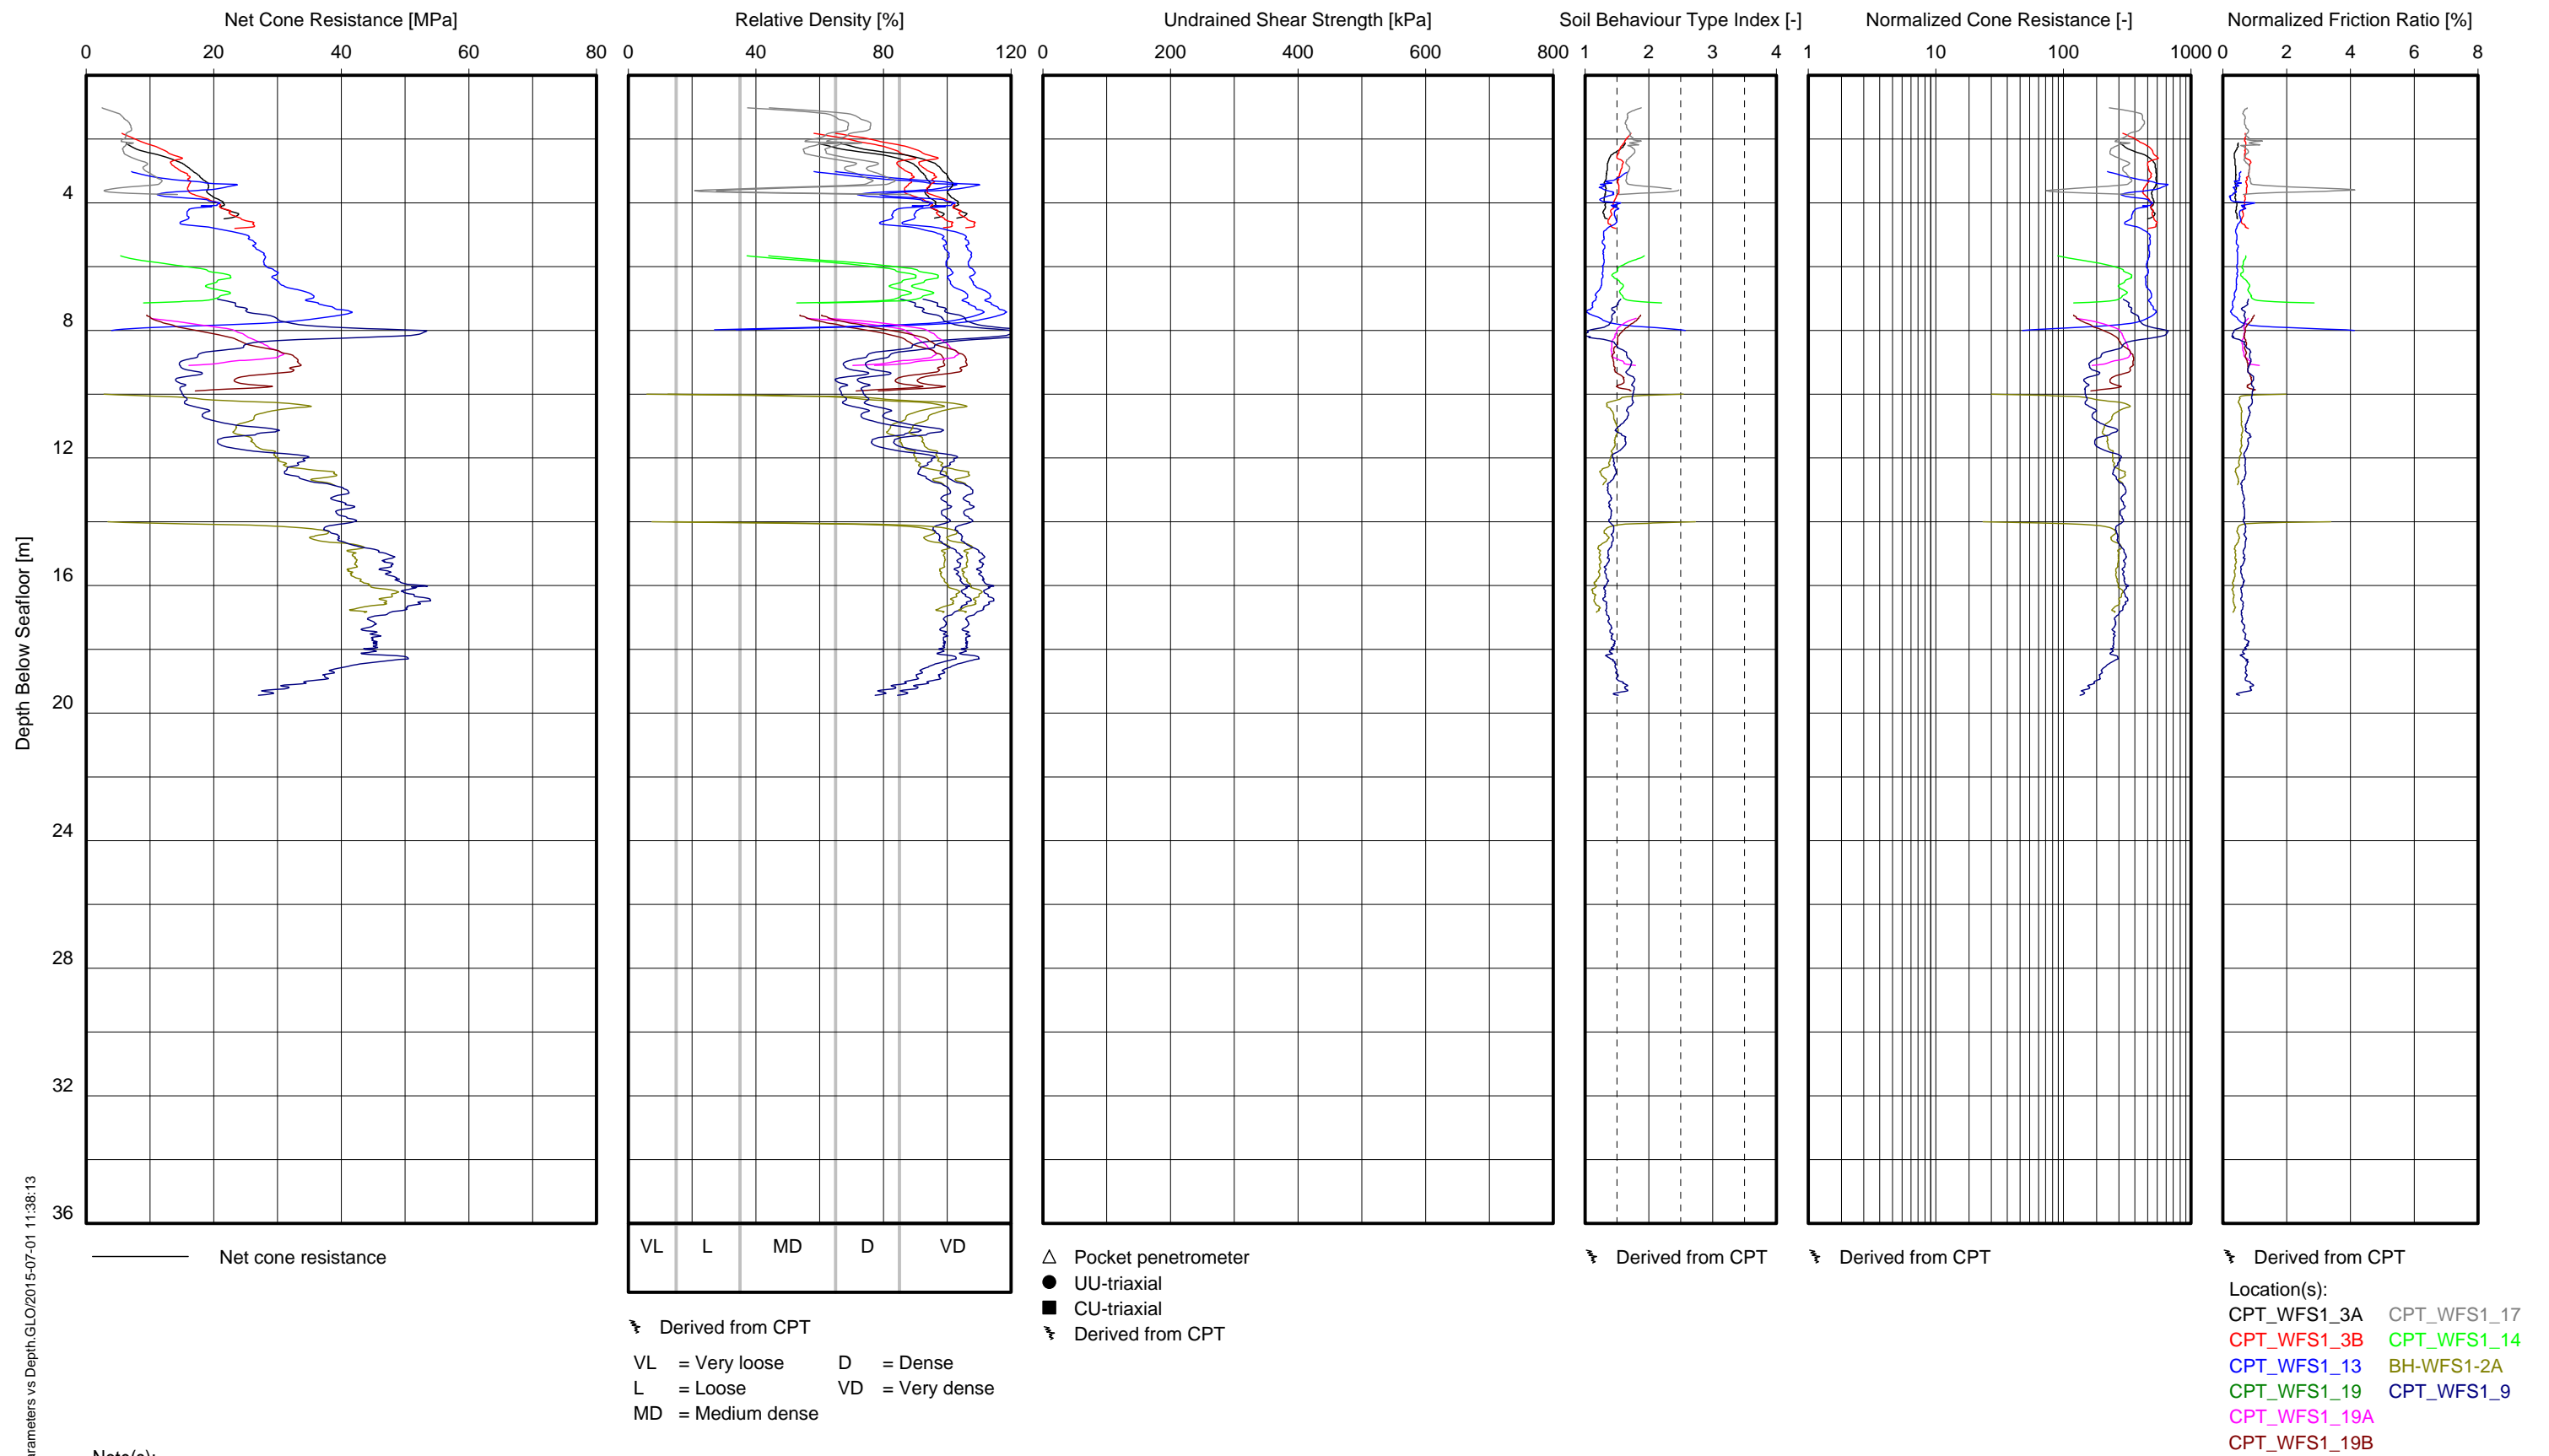 Net Cone Resistance [MPa]
Relative Density [%]
Undrained Shear Strength [kPa]
Soil Behaviour Type Index [-]
Normalized Cone Resistance [-]
Normalized Friction Ratio [%]
0 20 40 60 80
0 40 80 120
0 200 400 600 800
1 2 3 4
1 10 100 1000
0 2 4 6 8
4
8
12
16
20
24
28
32
36
Depth Below Seafloor [m]
arameters vs Depth.GLO/2015-07-01 11:38:13
Net cone resistance
VL L MD D VD
Derived from CPT
VL = Very loose
D = Dense
L = Loose
VD = Very dense
MD = Medium dense
Pocket penetrometer
UU-triaxial
CU-triaxial
Derived from CPT
Derived from CPT
Derived from CPT
Derived from CPT
Location(s):
CPT_WFS1_3A CPT_WFS1_17
CPT_WFS1_3B CPT_WFS1_14
CPT_WFS1_13 BH-WFS1-2A
CPT_WFS1_19 CPT_WFS1_9
CPT_WFS1_19A
CPT_WFS1_19B
Note(s):